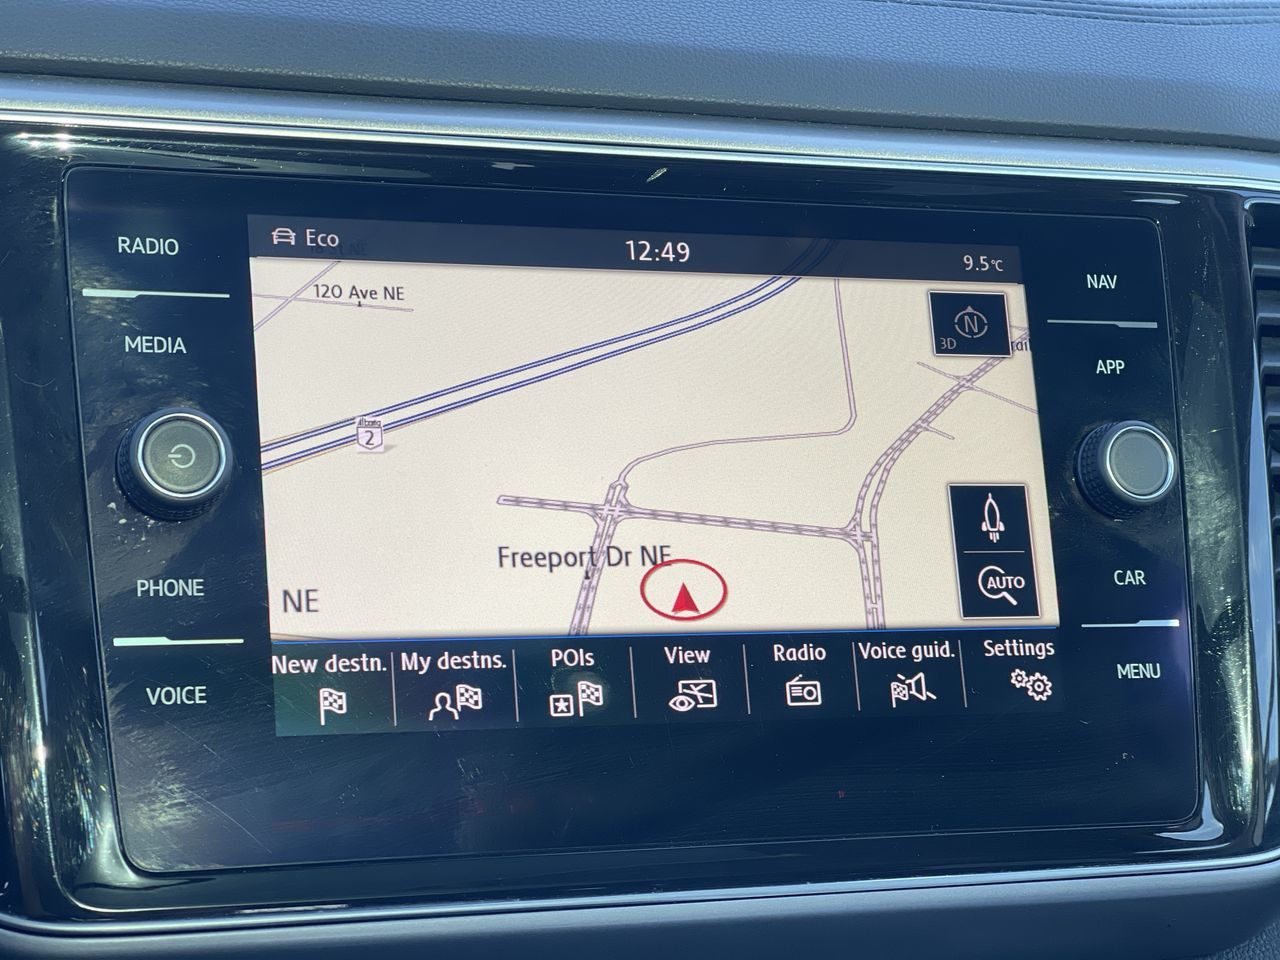 RADIO
MEDIA
PHONE
VOICE
Eco
12:49
9.5°C
120 Ave NE
N
3D
Alberta
2
Freeport Dr NE
NE
AUTO
New destn.
My destns.
POIs
View
Radio
Voice guid.
Settings
NAV
APP
CAR
MENU